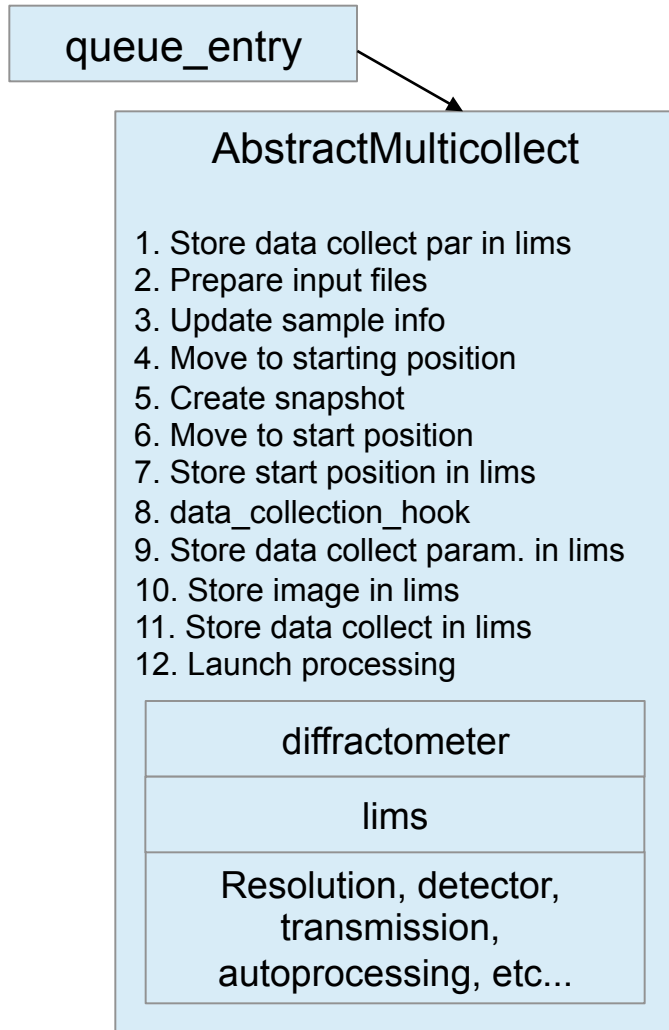 queue_entry
AbstractMulticollect
1. Store data collect par in lims
2. Prepare input files
3. Update sample info
4. Move to starting position
5. Create snapshot
6. Move to start position
7. Store start position in lims
8. data_collection_hook
9. Store data collect param. in lims
10. Store image in lims
11. Store data collect in lims
12. Launch processing
diffractometer
lims
Resolution, detector,
transmission,
autoprocessing, etc...